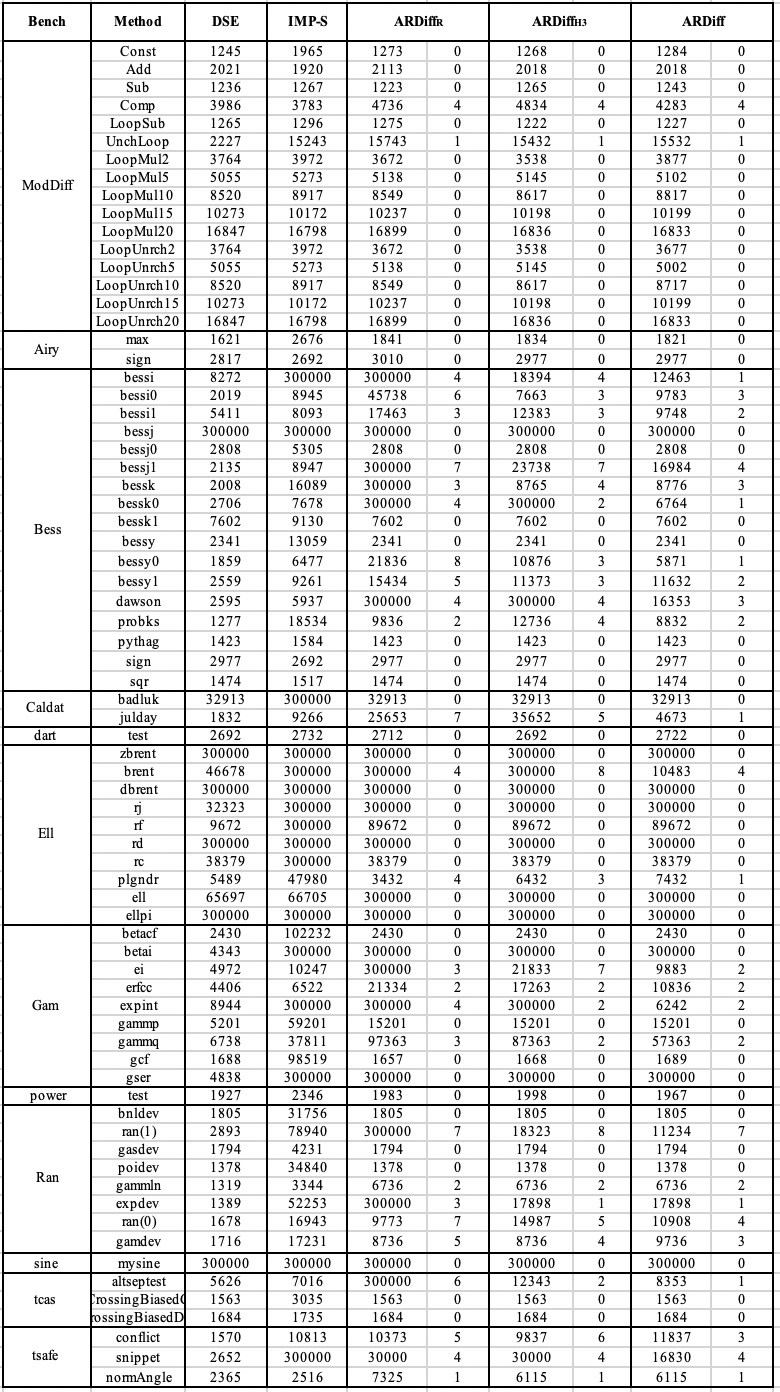 Bench Method DSE IMP-S ARDiffR ARDiffH3 ARDiff
ModDiff
Const 1245 1965 1273 0 1268 0 1284 0
Add 2021 1920 2113 0 2018 0 2018 0
Sub 1236 1267 1223 0 1265 0 1243 0
Comp 3986 3783 4736 4 4834 4 4283 4
LoopSub 1265 1296 1275 0 1222 0 1227 0
UnchLoop 2227 15243 15743 1 15432 1 15532 1
LoopMul2 3764 3972 3672 0 3538 0 3877 0
LoopMul5 5055 5273 5138 0 5145 0 5102 0
LoopMul10 8520 8917 8549 0 8617 0 8817 0
LoopMul15 10273 10172 10237 0 10198 0 10199 0
LoopMul20 16847 16798 16899 0 16836 0 16833 0
LoopUnrch2 3764 3972 3672 0 3538 0 3677 0
LoopUnrch5 5055 5273 5138 0 5145 0 5002 0
LoopUnrch10 8520 8917 8549 0 8617 0 8717 0
LoopUnrch15 10273 10172 10237 0 10198 0 10199 0
LoopUnrch20 16847 16798 16899 0 16836 0 16833 0
Airy
max 1621 2676 1841 0 1834 0 1821 0
sign 2817 2692 3010 0 2977 0 2977 0
Bess
bessi 8272 300000 300000 4 18394 4 12463 1
bessi0 2019 8945 45738 6 7663 3 9783 3
bessi1 5411 8093 17463 3 12383 3 9748 2
bessj 300000 300000 300000 0 300000 0 300000 0
bessj0 2808 5305 2808 0 2808 0 2808 0
bessj1 2135 8947 300000 7 23738 7 16984 4
bessk 2008 16089 300000 3 8765 4 8776 3
bessk0 2706 7678 300000 4 300000 2 6764 1
bessk1 7602 9130 7602 0 7602 0 7602 0
bessy 2341 13059 2341 0 2341 0 2341 0
bessy0 1859 6477 21836 8 10876 3 5871 1
bessy1 2559 9261 15434 5 11373 3 11632 2
dawson 2595 5937 300000 4 300000 4 16353 3
probks 1277 18534 9836 2 12736 4 8832 2
pythag 1423 1584 1423 0 1423 0 1423 0
sign 2977 2692 2977 0 2977 0 2977 0
sqr 1474 1517 1474 0 1474 0 1474 0
Caldat
badluk 32913 300000 32913 0 32913 0 32913 0
julday 1832 9266 25653 7 35652 5 4673 1
dart test 2692 2732 2712 0 2692 0 2722 0
Ell
zbrent 300000 300000 300000 0 300000 0 300000 0
brent 46678 300000 300000 4 300000 8 10483 4
dbrent 300000 300000 300000 0 300000 0 300000 0
rj 32323 300000 300000 0 300000 0 300000 0
rf 9672 300000 89672 0 89672 0 89672 0
rd 300000 300000 300000 0 300000 0 300000 0
rc 38379 300000 38379 0 38379 0 38379 0
plgndr 5489 47980 3432 4 6432 3 7432 1
ell 65697 66705 300000 0 300000 0 300000 0
ellpi 300000 300000 300000 0 300000 0 300000 0
Gam
betacf 2430 102232 2430 0 2430 0 2430 0
betai 4343 300000 300000 0 300000 0 300000 0
ei 4972 10247 300000 3 21833 7 9883 2
erfcc 4406 6522 21334 2 17263 2 10836 2
expint 8944 300000 300000 4 300000 2 6242 2
gammp 5201 59201 15201 0 15201 0 15201 0
gammq 6738 37811 97363 3 87363 2 57363 2
gcf 1688 98519 1657 0 1668 0 1689 0
gser 4838 300000 300000 0 300000 0 300000 0
power test 1927 2346 1983 0 1998 0 1967 0
Ran
bnldev 1805 31756 1805 0 1805 0 1805 0
ran(1) 2893 78940 300000 7 18323 8 11234 7
gasdev 1794 4231 1794 0 1794 0 1794 0
poidev 1378 34840 1378 0 1378 0 1378 0
gammln 1319 3344 6736 2 6736 2 6736 2
expdev 1389 52253 300000 3 17898 1 17898 1
ran(0) 1678 16943 9773 7 14987 5 10908 4
gamdev 1716 17231 8736 5 8736 4 9736 3
sine mysine 300000 300000 300000 0 300000 0 300000 0
tcas
altseptest 5626 7016 300000 6 12343 2 8353 1
CrossingBiasedC 1563 3035 1563 0 1563 0 1563 0
rossingBiasedD 1684 1735 1684 0 1684 0 1684 0
tsafe
conflict 1570 10813 10373 5 9837 6 11837 3
snippet 2652 300000 30000 4 30000 4 16830 4
normAngle 2365 2516 7325 1 6115 1 6115 1